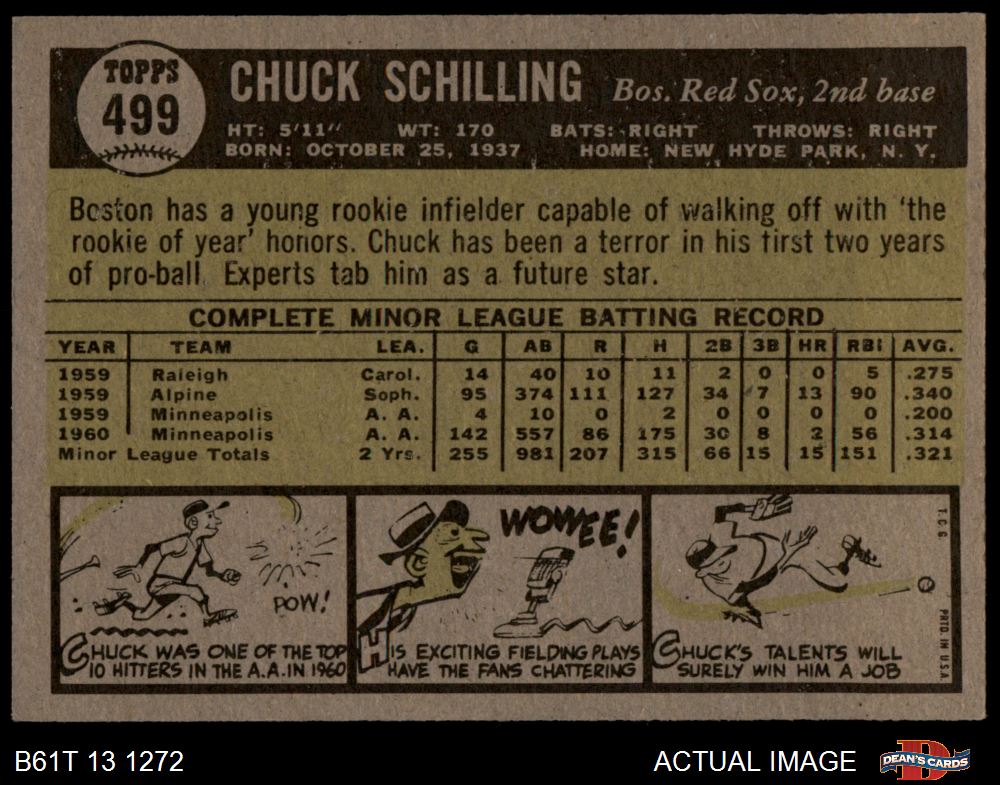 TOPPS
499
CHUCK SCHILLING Bos. Red Sox, 2nd base
HT: 5'11" WT: 170 BATS: RIGHT THROWS: RIGHT
BORN: OCTOBER 25, 1937 HOME: NEW HYDE PARK, N. Y.
Boston has a young rookie infielder capable of walking off with 'the
rookie of year' honors. Chuck has been a terror in his first two years
of pro-ball. Experts tab him as a future star.
COMPLETE MINOR LEAGUE BATTING RECORD
YEAR TEAM LEA. G AB R H 2B 3B HR RBI AVG.
1959 Raleigh Carol. 14 40 10 11 2 0 0 5 .275
1959 Alpine Soph. 95 374 111 127 34 7 13 90 .340
1959 Minneapolis A. A. 4 10 0 2 0 0 0 0 .200
1960 Minneapolis A. A. 142 557 86 175 30 8 2 56 .314
Minor League Totals 2 Yrs. 255 981 207 315 66 15 15 151 .321
POW!
CHUCK WAS ONE OF THE TOP
10 HITTERS IN THE A.A. IN 1960
WOWEE!
HIS EXCITING FIELDING PLAYS
HAVE THE FANS CHATTERING
CHUCK'S TALENTS WILL
SURELY WIN HIM A JOB
T.C.G.
PRTD. IN U.S.A.
B61T 13 1272
ACTUAL IMAGE
DEAN'S CARDS